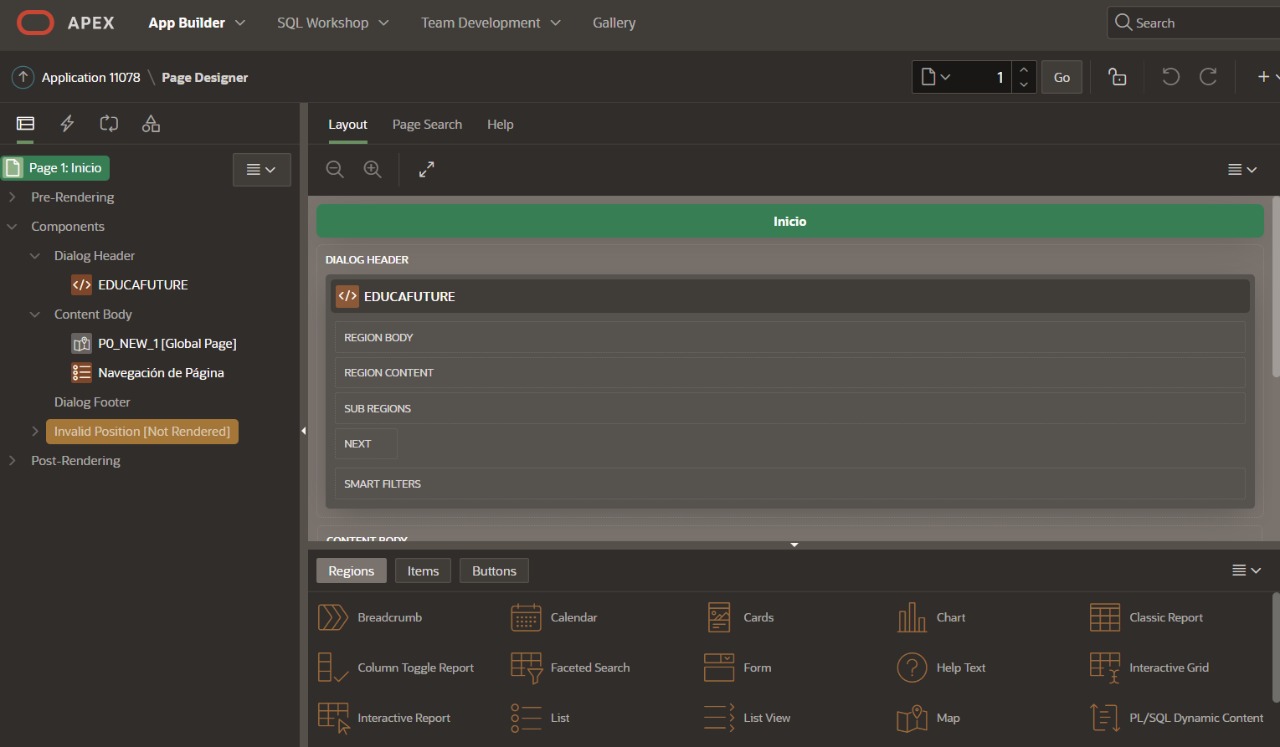 APEX App Builder SQL Workshop Team Development Gallery Search
Application 11078 \ Page Designer 1 Go
Layout Page Search Help
Page 1: Inicio
Pre-Rendering
Components
Dialog Header
EDUCAFUTURE
Content Body
P0_NEW_1 [Global Page]
Navegación de Página
Dialog Footer
Invalid Position [Not Rendered]
Post-Rendering
Inicio
DIALOG HEADER
EDUCAFUTURE
REGION BODY
REGION CONTENT
SUB REGIONS
NEXT
SMART FILTERS
CONTENT BODY
Regions Items Buttons
Breadcrumb Calendar Cards Chart Classic Report
Column Toggle Report Faceted Search Form Help Text Interactive Grid
Interactive Report List List View Map PL/SQL Dynamic Content